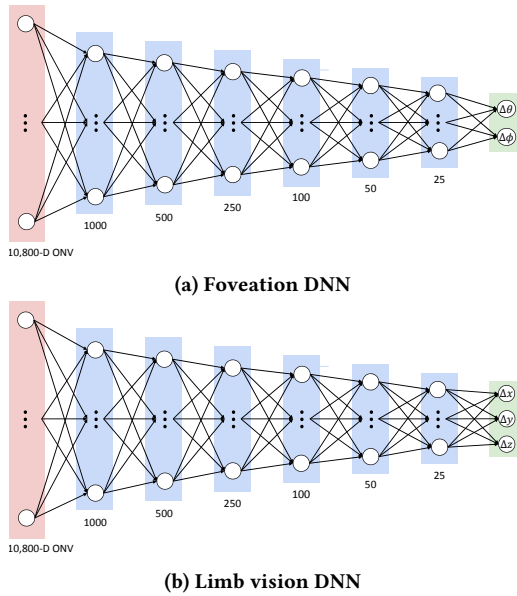 Δθ
Δϕ
1000
500
250
100
50
25
10,800-D ONV
(a) Foveation DNN
Δx
Δy
Δz
1000
500
250
100
50
25
10,800-D ONV
(b) Limb vision DNN